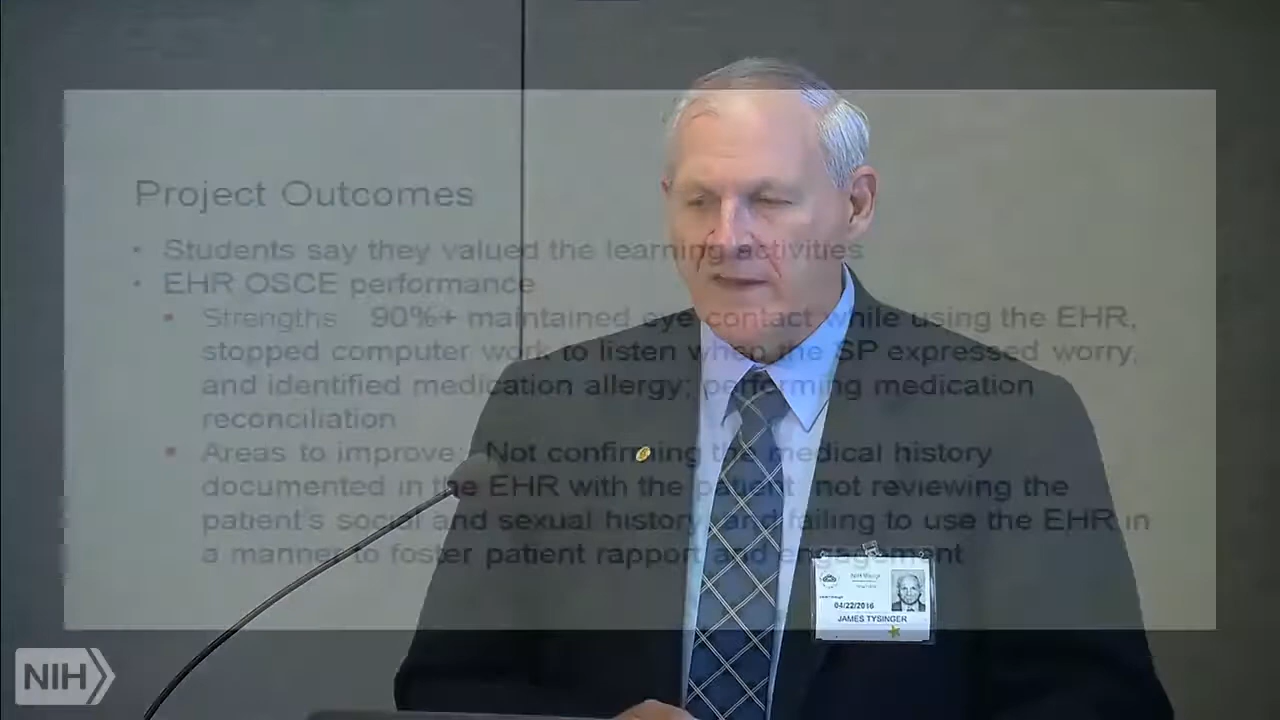 Project Outcomes
• Students say they valued the learning activities
• EHR OSCE performance
• Strengths 90%+ maintained eye contact while using the EHR,
stopped computer work to listen when the SP expressed worry,
and identified medication allergy; performing medication
reconciliation
• Areas to improve: Not confirming the medical history
documented in the EHR with the patient, not reviewing the
patient's social and sexual history, and failing to use the EHR in
a manner to foster patient rapport and engagement
04/22/2016
JAMES TYSINGER
NIH